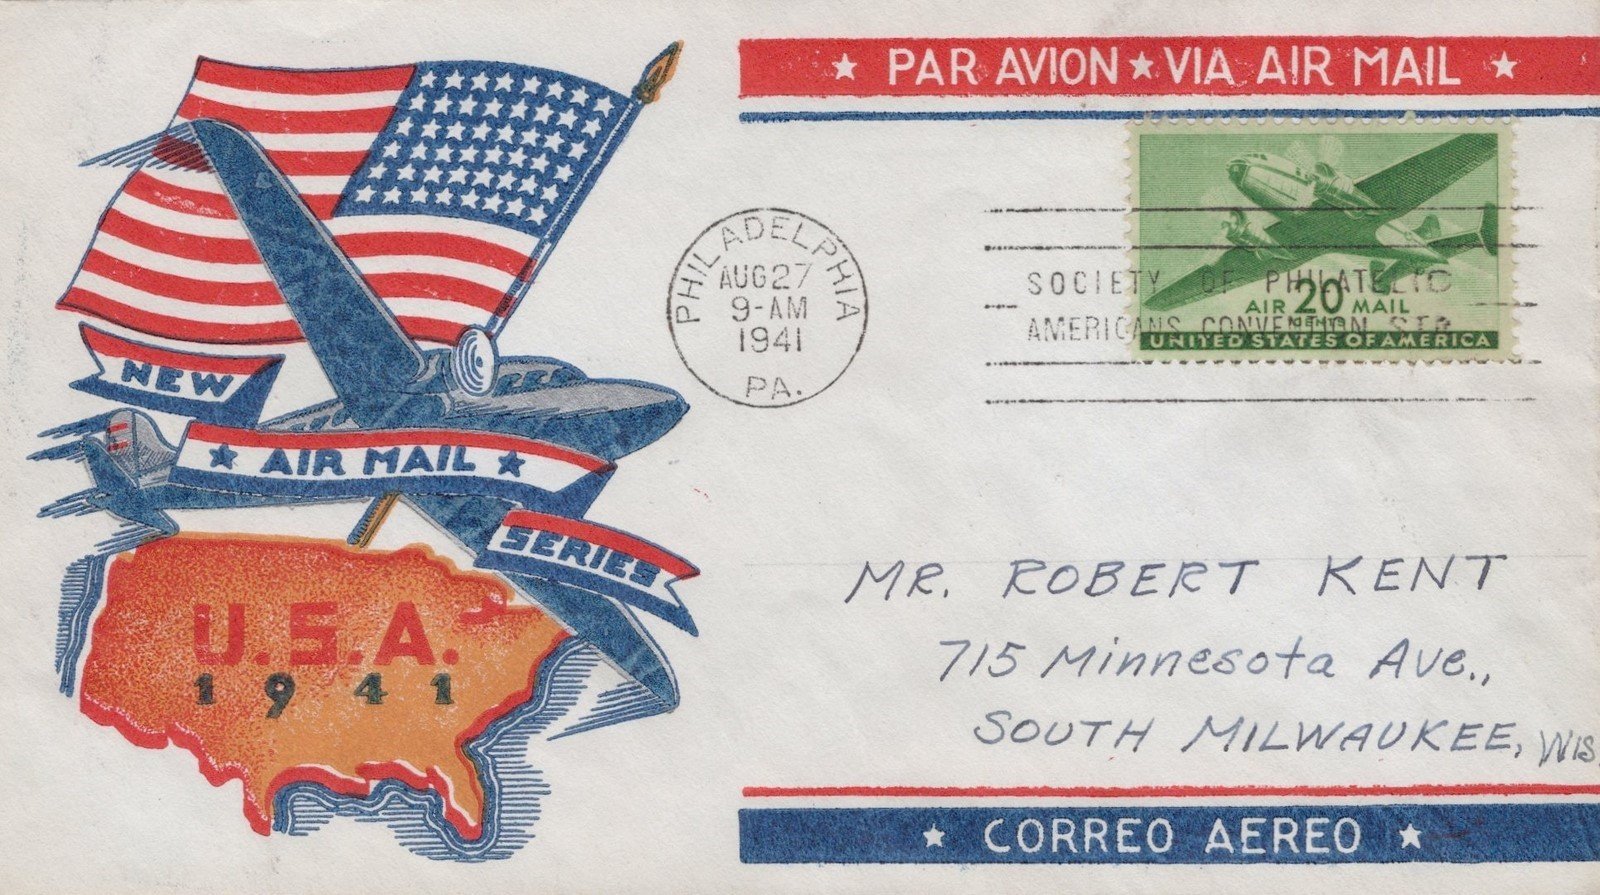 ★ PAR AVION ★ VIA AIR MAIL ★
PHILADELPHIA
AUG 27
9-AM
1941
PA.
SOCIETY OF PHILATELIC
AMERICANS CONVENTION STA.
AIR 20 MAIL
CENTS
UNITED STATES OF AMERICA
NEW
★ AIR MAIL ★
SERIES
U.S.A.
1941
MR. ROBERT KENT
715 Minnesota Ave.,
SOUTH MILWAUKEE, WIS.
★ CORREO AEREO ★